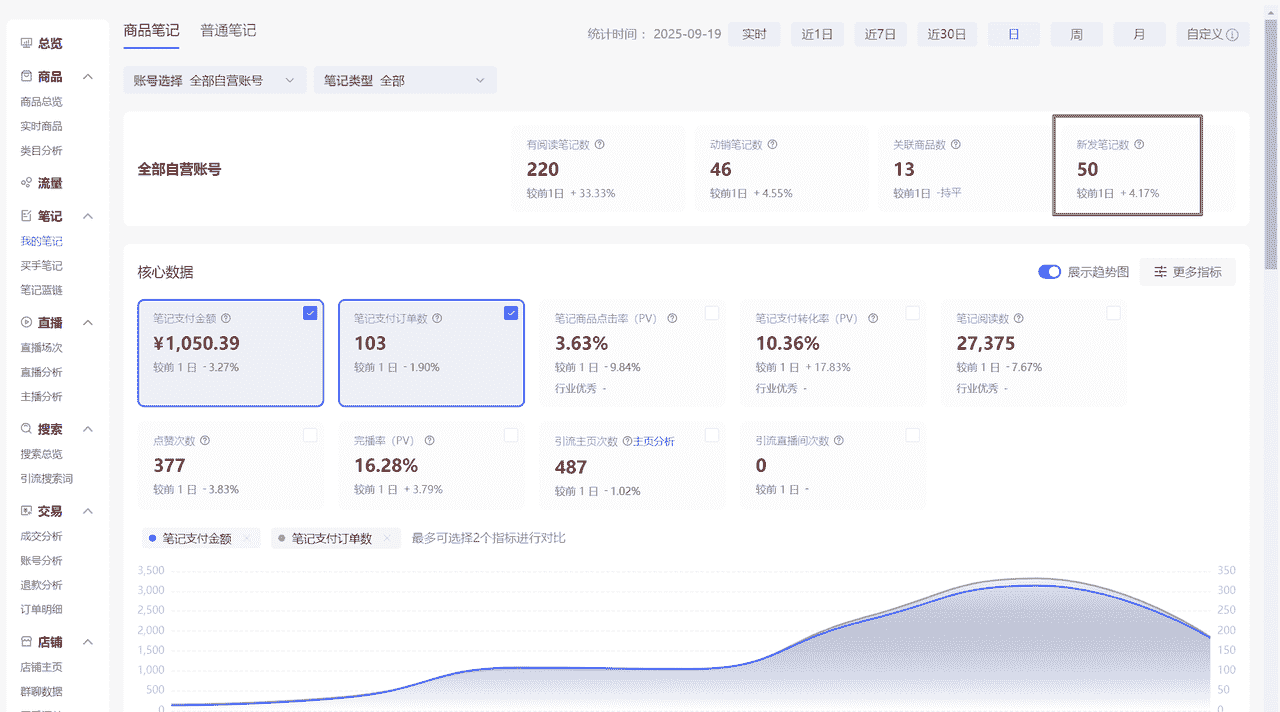 总览
商品
商品总览
实时商品
类目分析
流量
笔记
我的笔记
买手笔记
笔记蓝链
直播
直播场次
直播分析
主播分析
搜索
搜索总览
引流搜索词
交易
成交分析
账号分析
退款分析
订单明细
店铺
店铺主页
群聊数据
商品笔记 普通笔记
统计时间： 2025-09-19 实时 近1日 近7日 近30日 日 周 月 自定义
账号选择 全部自营账号 笔记类型 全部
全部自营账号
有阅读笔记数
220
较前1日 + 33.33%
动销笔记数
46
较前1日 + 4.55%
关联商品数
13
较前1日 -持平
新发笔记数
50
较前1日 + 4.17%
核心数据
展示趋势图 更多指标
笔记支付金额
¥1,050.39
较前 1 日 - 3.27%
笔记支付订单数
103
较前 1 日 - 1.90%
笔记商品点击率（PV）
3.63%
较前 1 日 - 9.84%
行业优秀 -
笔记支付转化率（PV）
10.36%
较前 1 日 + 17.83%
行业优秀 -
笔记阅读数
27,375
较前 1 日 - 7.67%
行业优秀 -
点赞次数
377
较前 1 日 - 3.83%
完播率（PV）
16.28%
较前 1 日 + 3.79%
引流主页次数 主页分析
487
较前 1 日 - 1.02%
引流直播间次数
0
较前 1 日 -
笔记支付金额 × 笔记支付订单数 × 最多可选择2个指标进行对比
3,500 350
3,000 300
2,500 250
2,000 200
1,500 150
1,000 100
500 50
0 0